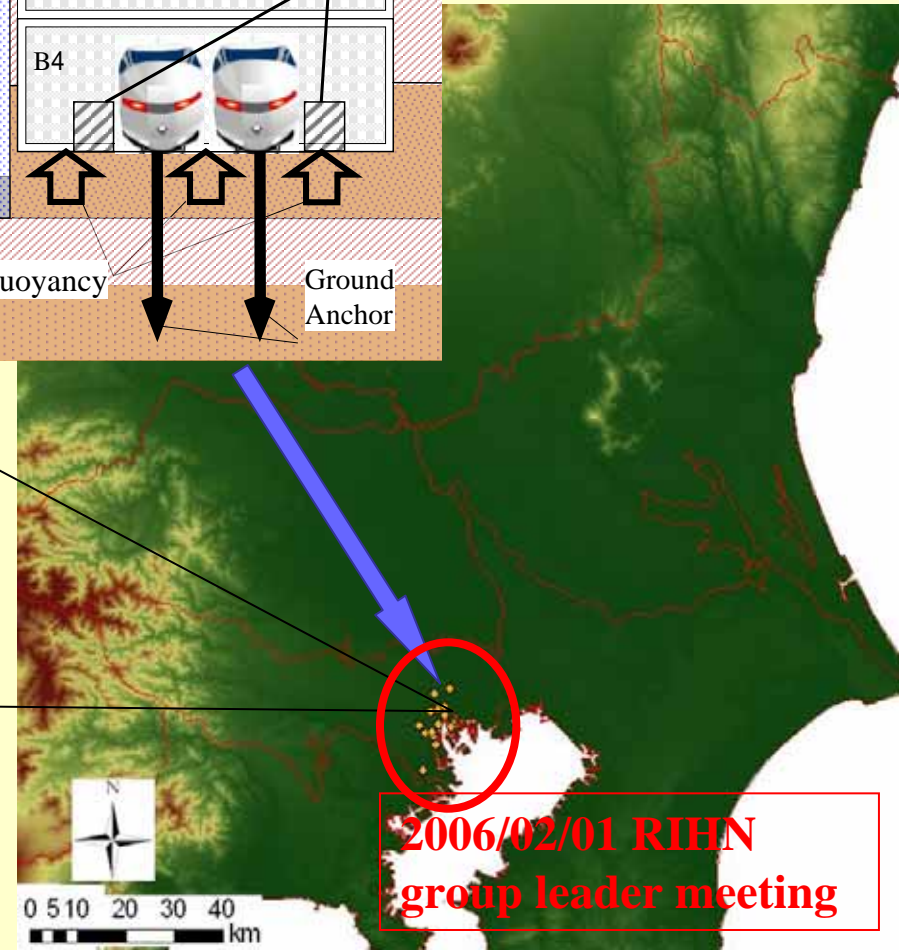 B4
uoyancy
Ground
Anchor
N
0 5 10 20 30 40
km
2006/02/01 RIHN
group leader meeting